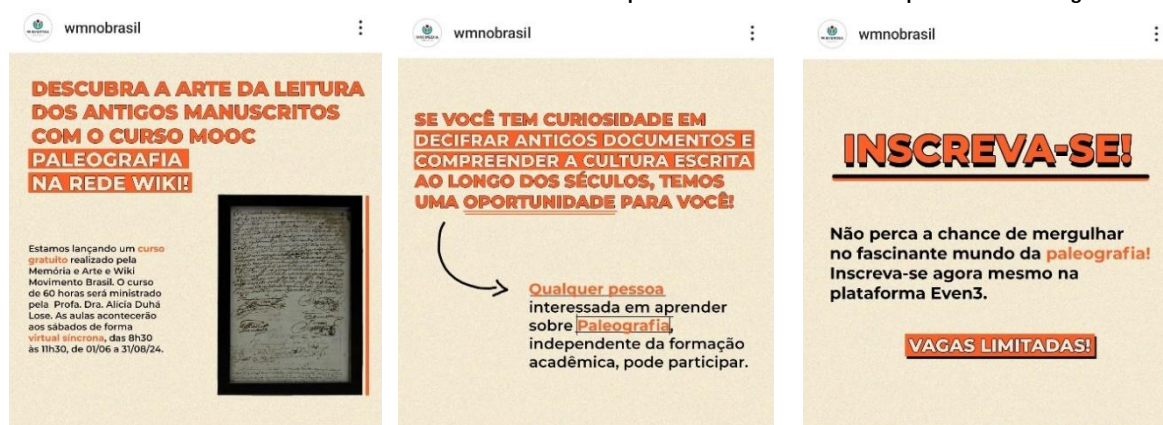 wmnobrasil
DESCUBRA A ARTE DA LEITURA
DOS ANTIGOS MANUSCRITOS
COM O CURSO MOOC
PALEOGRAFIA
NA REDE WIKI!
Estamos lançando um curso
gratuito realizado pela
Memória e Arte e Wiki
Movimento Brasil. O curso
de 60 horas será ministrado
pela Profa. Dra. Alícia Duhá
Lose. As aulas acontecerão
aos sábados de forma
virtual síncrona, das 8h30
às 11h30, de 01/06 a 31/08/24.
wmnobrasil
SE VOCÊ TEM CURIOSIDADE EM
DECIFRAR ANTIGOS DOCUMENTOS E
COMPREENDER A CULTURA ESCRITA
AO LONGO DOS SÉCULOS, TEMOS
UMA OPORTUNIDADE PARA VOCÊ!
Qualquer pessoa
interessada em aprender
sobre Paleografia,
independente da formação
acadêmica, pode participar.
wmnobrasil
INSCREVA-SE!
Não perca a chance de mergulhar
no fascinante mundo da paleografia!
Inscreva-se agora mesmo na
plataforma Even3.
VAGAS LIMITADAS!